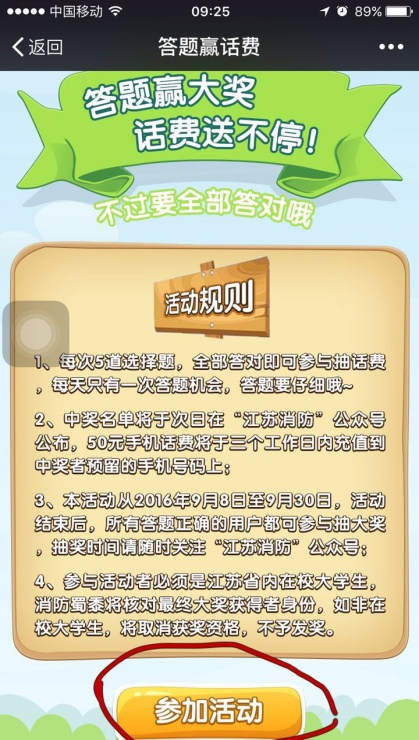 中国移动 09:25 89%
返回 答题赢话费
答题赢大奖
话费送不停!
不过要全部答对哦
活动规则
1、每次5道选择题，全部答对即可参与抽话费
，每天只有一次答题机会，答题要仔细哦~
2、中奖名单将于次日在“江苏消防”公众号
公布，50元手机话费将于三个工作日内充值到
中奖者预留的手机号码上；
3、本活动从2016年9月8日至9月30日，活动
结束后，所有答题正确的用户都可参与抽大奖
，抽奖时间请随时关注“江苏消防”公众号；
4、参与活动者必须是江苏省内在校大学生，
消防蜀黍将核对最终大奖获得者身份，如非在
校大学生，将取消获奖资格，不予发奖。
参加活动